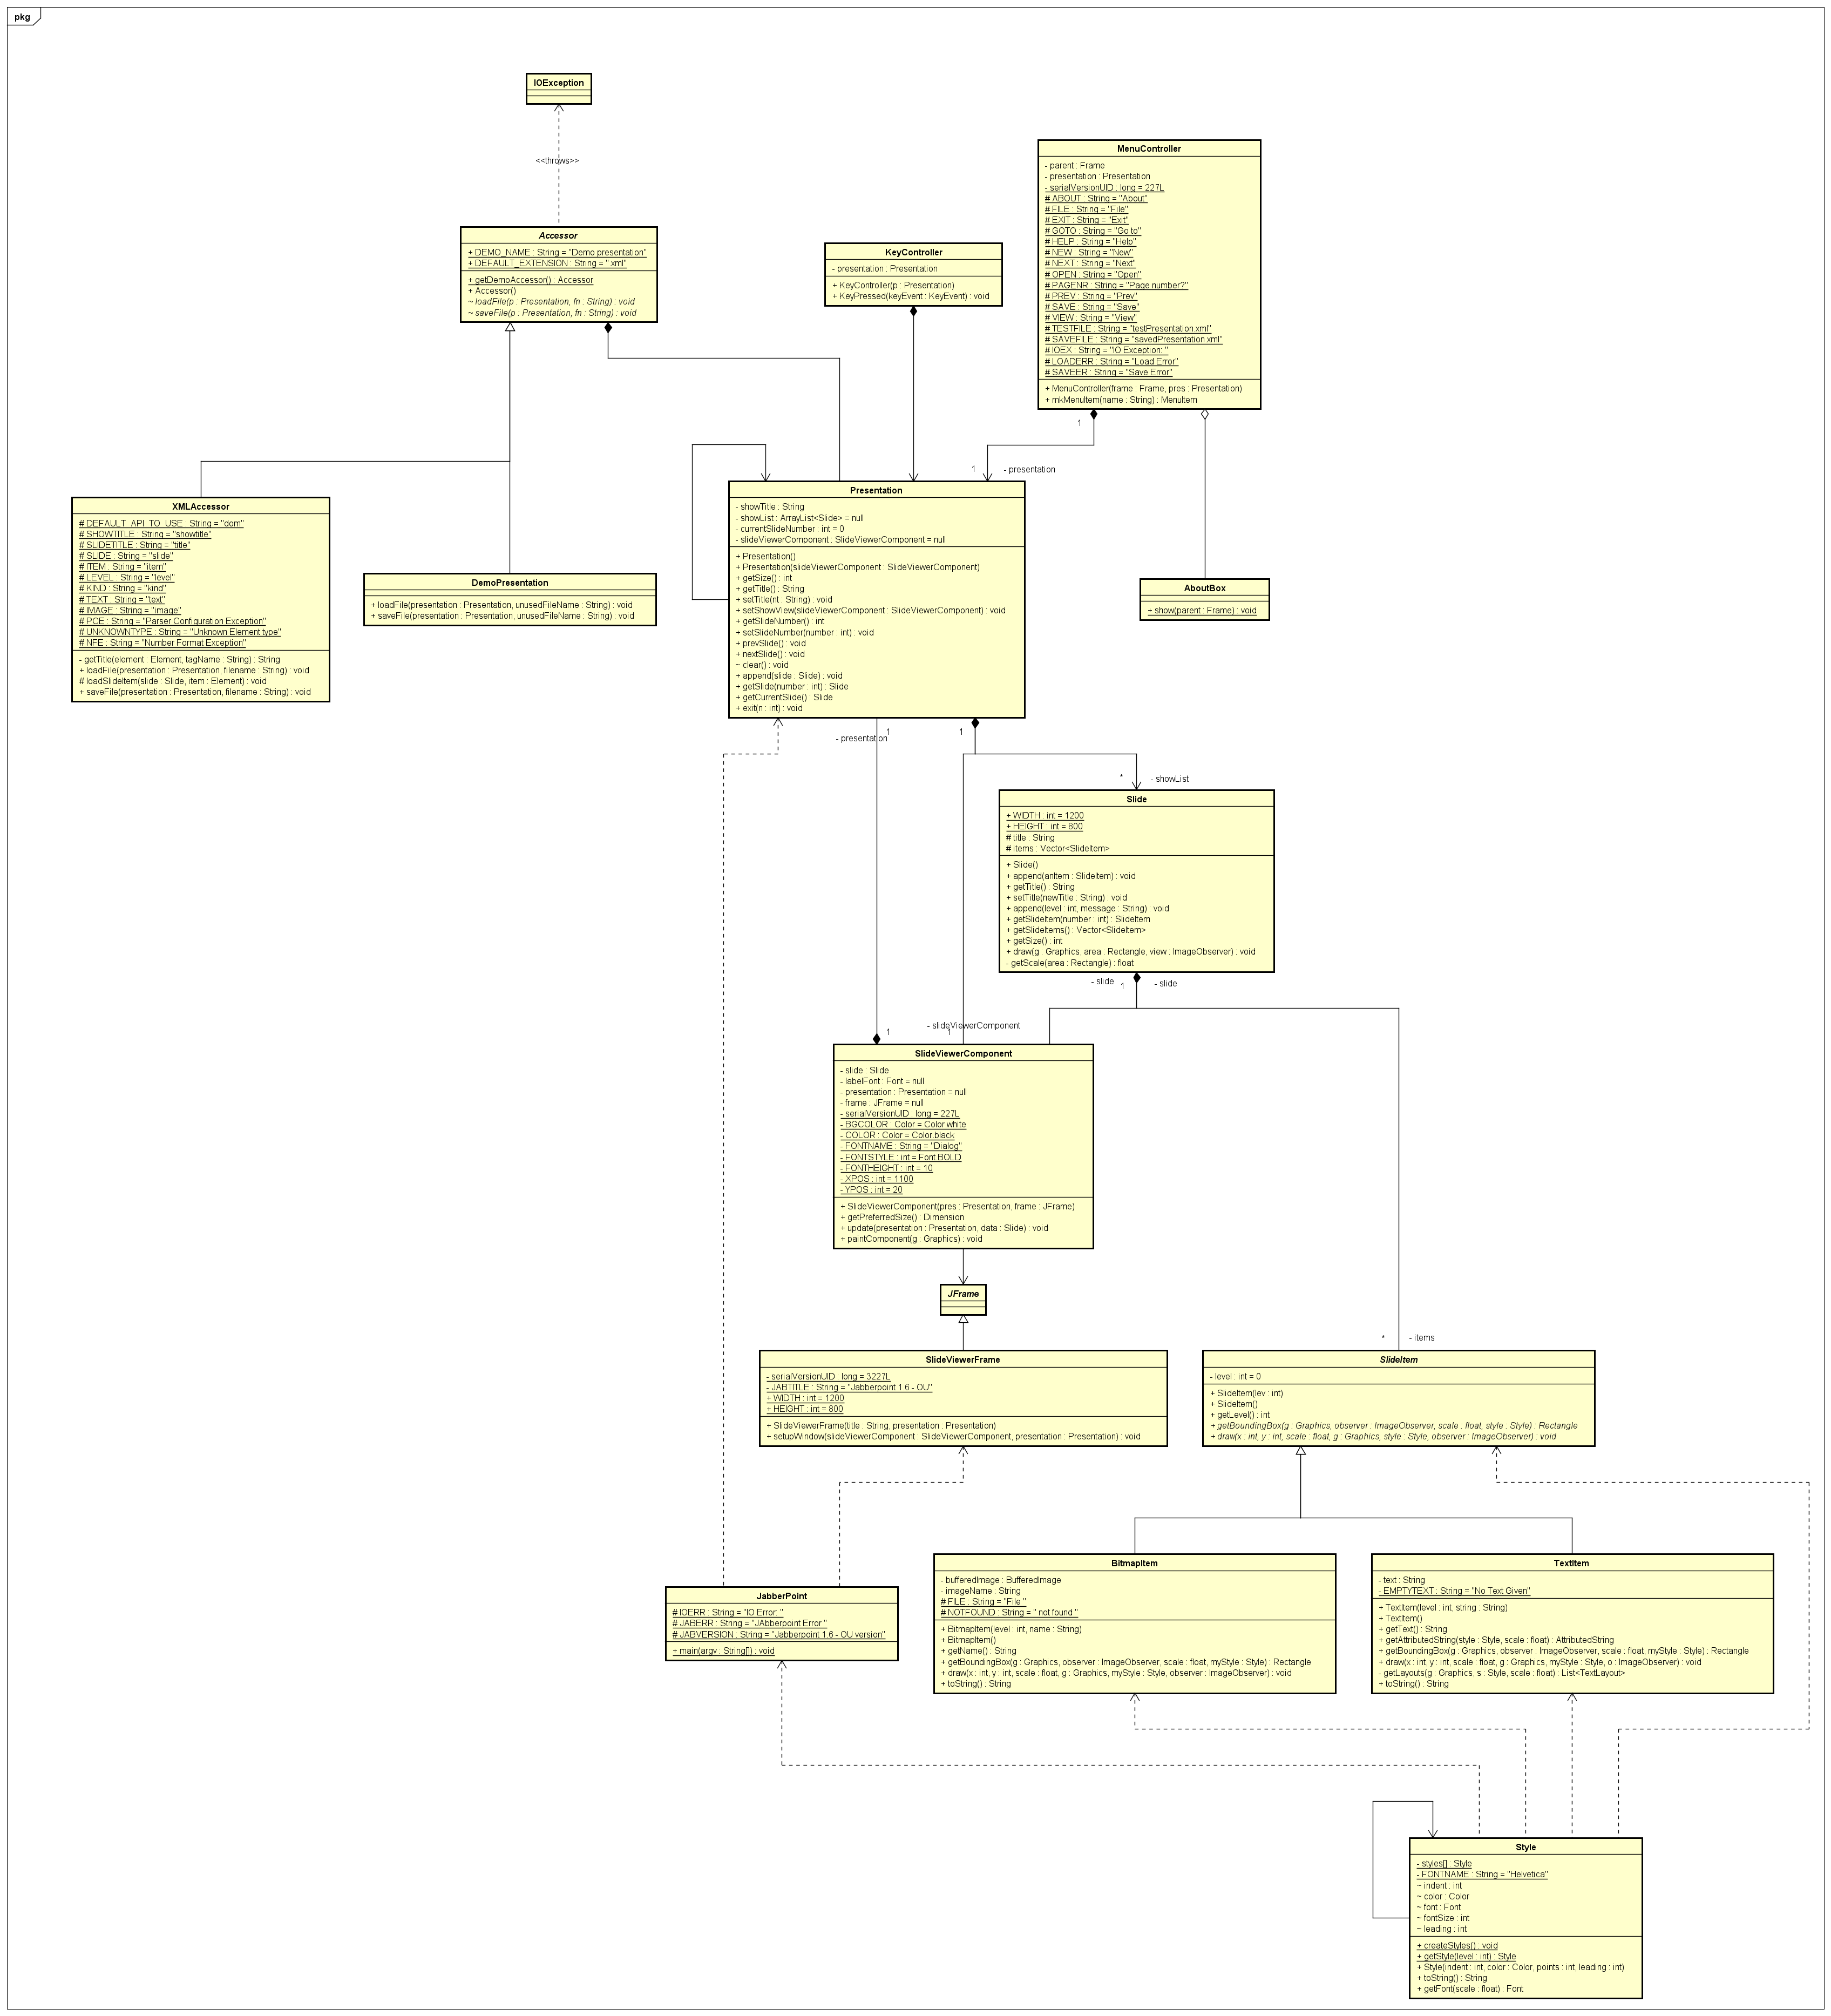 pkg
IOException
<<throws>>
Accessor
+ DEMO_NAME : String = "Demo presentation"
+ DEFAULT_EXTENSION : String = ".xml"
+ getDemoAccessor() : Accessor
+ Accessor()
~ loadFile(p : Presentation, fn : String) : void
~ saveFile(p : Presentation, fn : String) : void
KeyController
- presentation : Presentation
+ KeyController(p : Presentation)
+ KeyPressed(keyEvent : KeyEvent) : void
MenuController
- parent : Frame
- presentation : Presentation
- serialVersionUID : long = 227L
# ABOUT : String = "About"
# FILE : String = "File"
# EXIT : String = "Exit"
# GOTO : String = "Go to"
# HELP : String = "Help"
# NEW : String = "New"
# NEXT : String = "Next"
# OPEN : String = "Open"
# PAGENR : String = "Page number?"
# PREV : String = "Prev"
# SAVE : String = "Save"
# VIEW : String = "View"
# TESTFILE : String = "testPresentation.xml"
# SAVEFILE : String = "savedPresentation.xml"
# IOEX : String = "IO Exception: "
# LOADERR : String = "Load Error"
# SAVEER : String = "Save Error"
+ MenuController(frame : Frame, pres : Presentation)
+ mkMenuItem(name : String) : MenuItem
1
1
- presentation
XMLAccessor
# DEFAULT_API_TO_USE : String = "dom"
# SHOWTITLE : String = "showtitle"
# SLIDETITLE : String = "title"
# SLIDE : String = "slide"
# ITEM : String = "item"
# LEVEL : String = "level"
# KIND : String = "kind"
# TEXT : String = "text"
# IMAGE : String = "image"
# PCE : String = "Parser Configuration Exception"
# UNKNOWNTYPE : String = "Unknown Element type"
# NFE : String = "Number Format Exception"
- getTitle(element : Element, tagName : String) : String
+ loadFile(presentation : Presentation, filename : String) : void
# loadSlideItem(slide : Slide, item : Element) : void
+ saveFile(presentation : Presentation, filename : String) : void
DemoPresentation
+ loadFile(presentation : Presentation, unusedFileName : String) : void
+ saveFile(presentation : Presentation, unusedFileName : String) : void
Presentation
- showTitle : String
- showList : ArrayList<Slide> = null
- currentSlideNumber : int = 0
- slideViewerComponent : SlideViewerComponent = null
+ Presentation()
+ Presentation(slideViewerComponent : SlideViewerComponent)
+ getSize() : int
+ getTitle() : String
+ setTitle(nt : String) : void
+ setShowView(slideViewerComponent : SlideViewerComponent) : void
+ getSlideNumber() : int
+ setSlideNumber(number : int) : void
+ prevSlide() : void
+ nextSlide() : void
~ clear() : void
+ append(slide : Slide) : void
+ getSlide(number : int) : Slide
+ getCurrentSlide() : Slide
+ exit(n : int) : void
AboutBox
+ show(parent : Frame) : void
- presentation
1
1
*
- showList
Slide
+ WIDTH : int = 1200
+ HEIGHT : int = 800
# title : String
# items : Vector<SlideItem>
+ Slide()
+ append(anItem : SlideItem) : void
+ getTitle() : String
+ setTitle(newTitle : String) : void
+ append(level : int, message : String) : void
+ getSlideItem(number : int) : SlideItem
+ getSlideItems() : Vector<SlideItem>
+ getSize() : int
+ draw(g : Graphics, area : Rectangle, view : ImageObserver) : void
- getScale(area : Rectangle) : float
- slide
1
- slide
- slideViewerComponent
1
1
SlideViewerComponent
- slide : Slide
- labelFont : Font = null
- presentation : Presentation = null
- frame : JFrame = null
- serialVersionUID : long = 227L
- BGCOLOR : Color = Color.white
- COLOR : Color = Color.black
- FONTNAME : String = "Dialog"
- FONTSTYLE : int = Font.BOLD
- FONTHEIGHT : int = 10
- XPOS : int = 1100
- YPOS : int = 20
+ SlideViewerComponent(pres : Presentation, frame : JFrame)
+ getPreferredSize() : Dimension
+ update(presentation : Presentation, data : Slide) : void
+ paintComponent(g : Graphics) : void
JFrame
*
- items
SlideViewerFrame
- serialVersionUID : long = 3227L
- JABTITLE : String = "Jabberpoint 1.6 - OU"
+ WIDTH : int = 1200
+ HEIGHT : int = 800
+ SlideViewerFrame(title : String, presentation : Presentation)
+ setupWindow(slideViewerComponent : SlideViewerComponent, presentation : Presentation) : void
SlideItem
- level : int = 0
+ SlideItem(lev : int)
+ SlideItem()
+ getLevel() : int
+ getBoundingBox(g : Graphics, observer : ImageObserver, scale : float, style : Style) : Rectangle
+ draw(x : int, y : int, scale : float, g : Graphics, style : Style, observer : ImageObserver) : void
BitmapItem
- bufferedImage : BufferedImage
- imageName : String
# FILE : String = "File "
# NOTFOUND : String = " not found "
+ BitmapItem(level : int, name : String)
+ BitmapItem()
+ getName() : String
+ getBoundingBox(g : Graphics, observer : ImageObserver, scale : float, myStyle : Style) : Rectangle
+ draw(x : int, y : int, scale : float, g : Graphics, myStyle : Style, observer : ImageObserver) : void
+ toString() : String
TextItem
- text : String
- EMPTYTEXT : String = "No Text Given"
+ TextItem(level : int, string : String)
+ TextItem()
+ getText() : String
+ getAttributedString(style : Style, scale : float) : AttributedString
+ getBoundingBox(g : Graphics, observer : ImageObserver, scale : float, myStyle : Style) : Rectangle
+ draw(x : int, y : int, scale : float, g : Graphics, myStyle : Style, o : ImageObserver) : void
- getLayouts(g : Graphics, s : Style, scale : float) : List<TextLayout>
+ toString() : String
JabberPoint
# IOERR : String = "IO Error: "
# JABERR : String = "JAbberpoint Error "
# JABVERSION : String = "Jabberpoint 1.6 - OU version"
+ main(argv : String[]) : void
Style
- styles[] : Style
- FONTNAME : String = "Helvetica"
~ indent : int
~ color : Color
~ font : Font
~ fontSize : int
~ leading : int
+ createStyles() : void
+ getStyle(level : int) : Style
+ Style(indent : int, color : Color, points : int, leading : int)
+ toString() : String
+ getFont(scale : float) : Font